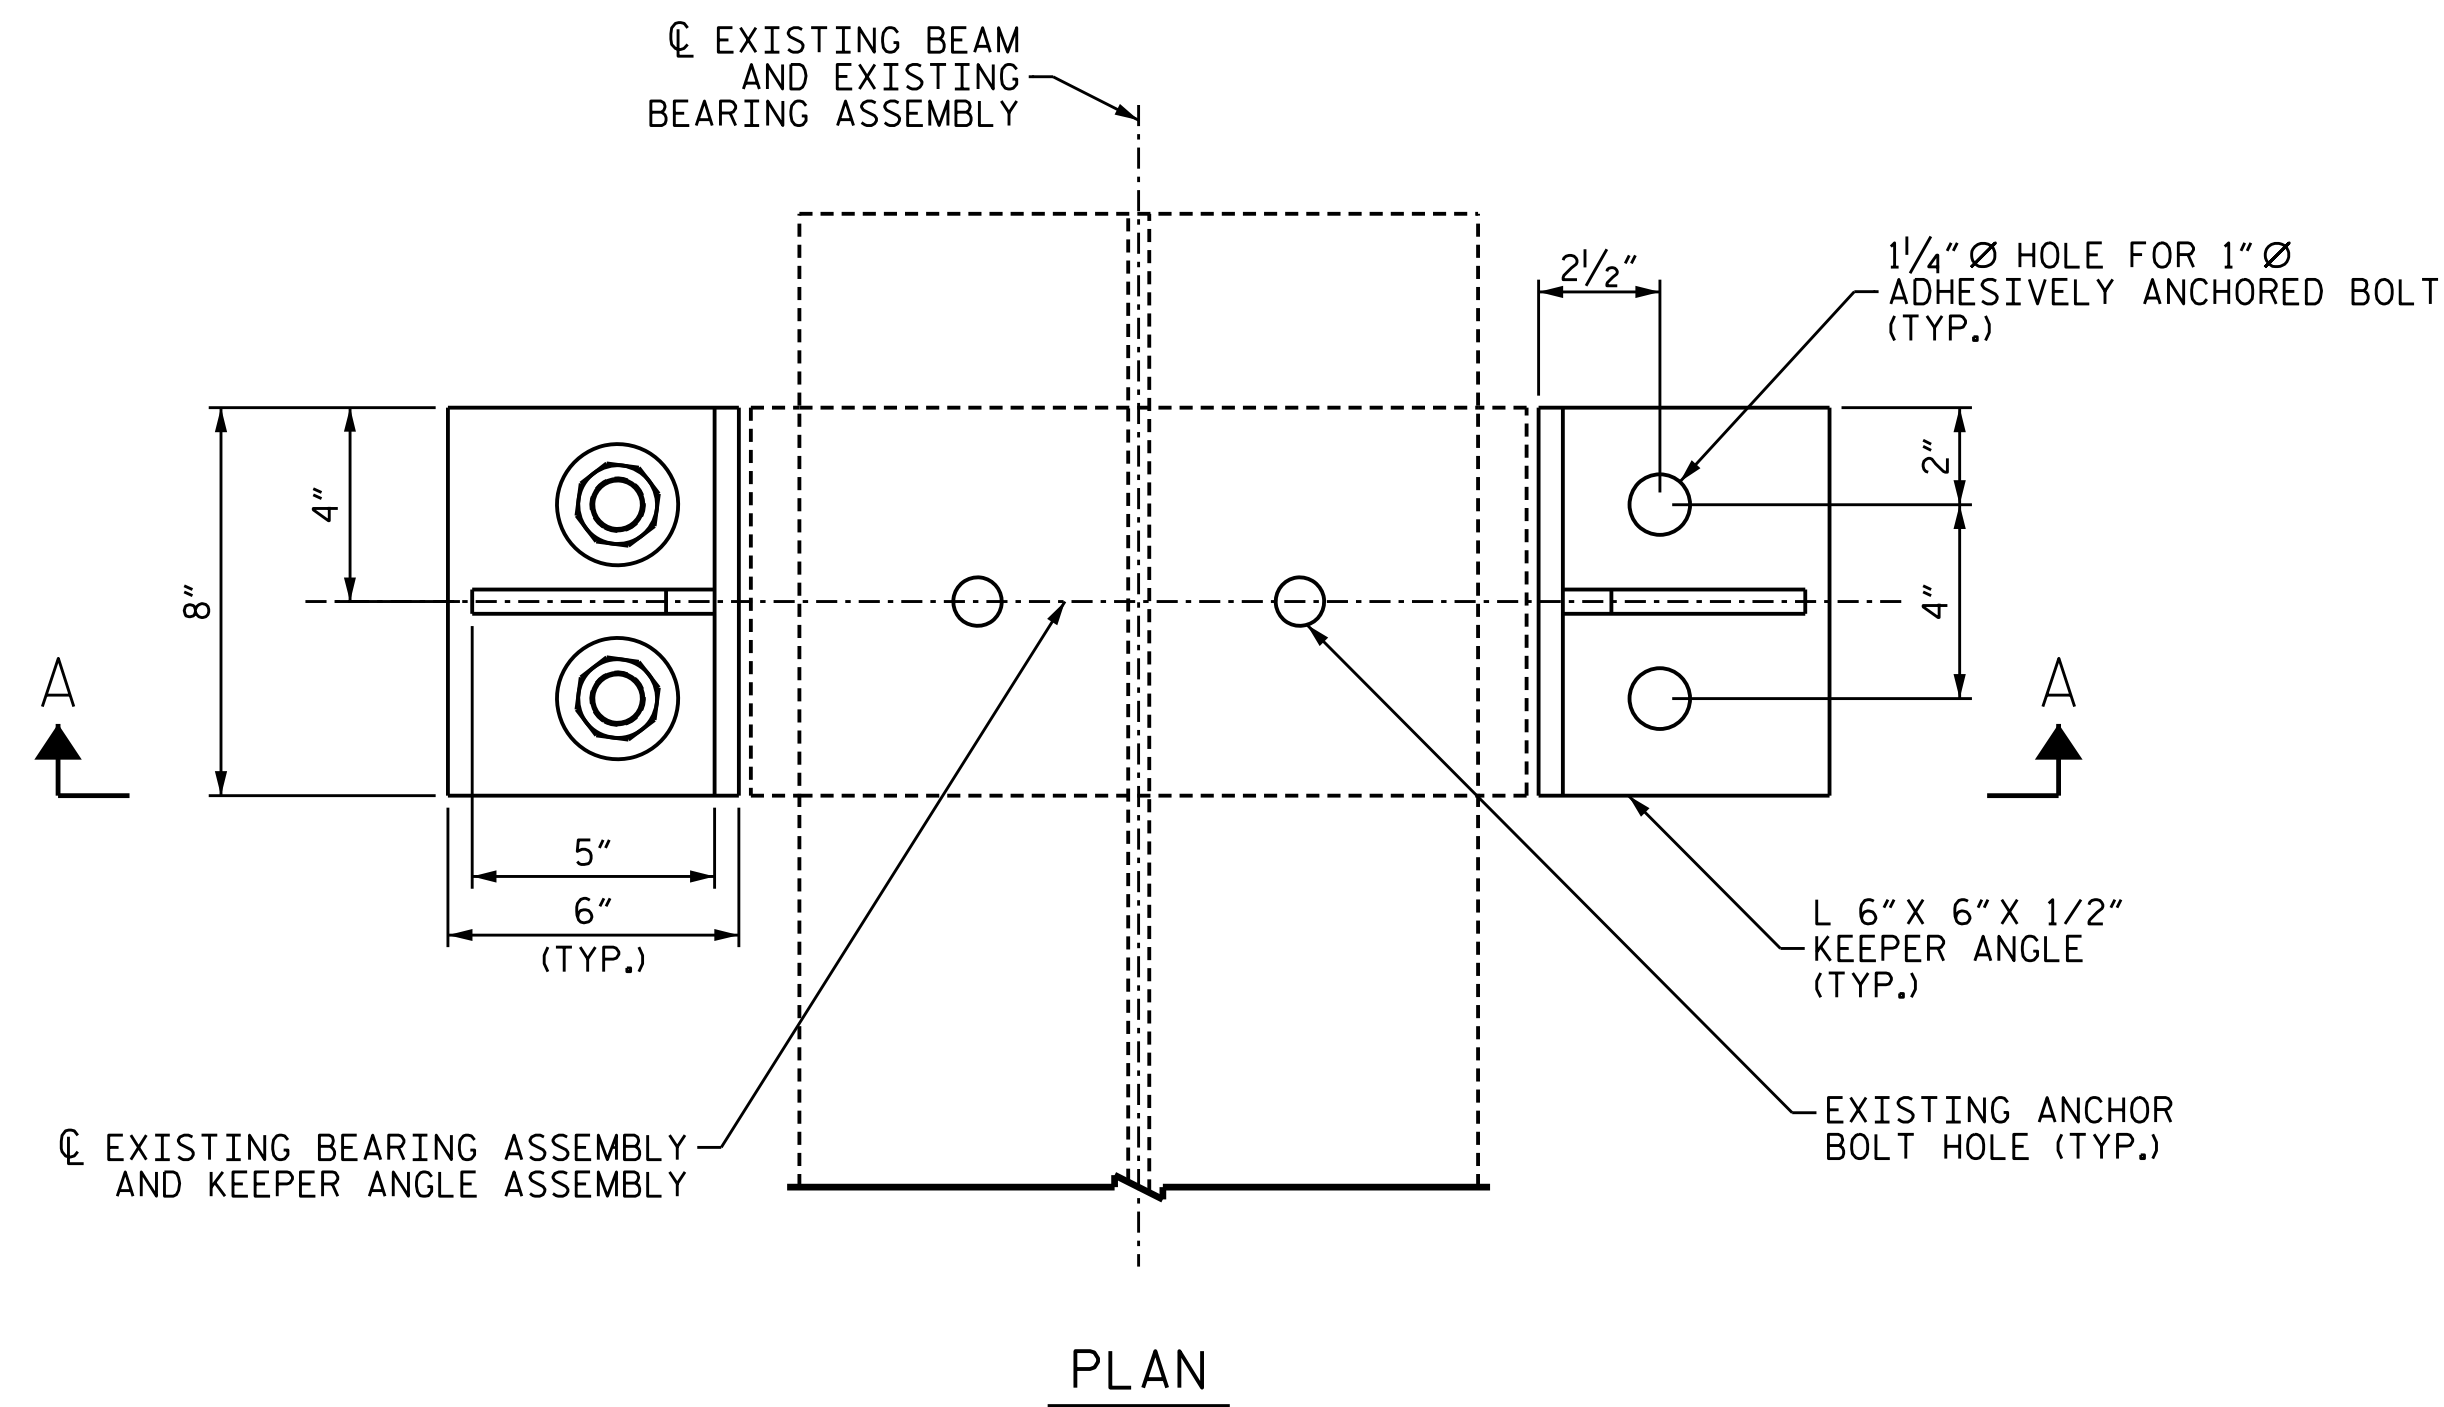 ℄ EXISTING BEAM
AND EXISTING
BEARING ASSEMBLY
2½"
1¼"Ø HOLE FOR 1"Ø
ADHESIVELY ANCHORED BOLT
(TYP.)
4"
8"
2"
4"
A
A
5"
6"
(TYP.)
L 6"X 6"X 1/2"
KEEPER ANGLE
(TYP.)
EXISTING ANCHOR
BOLT HOLE (TYP.)
℄ EXISTING BEARING ASSEMBLY
AND KEEPER ANGLE ASSEMBLY
PLAN